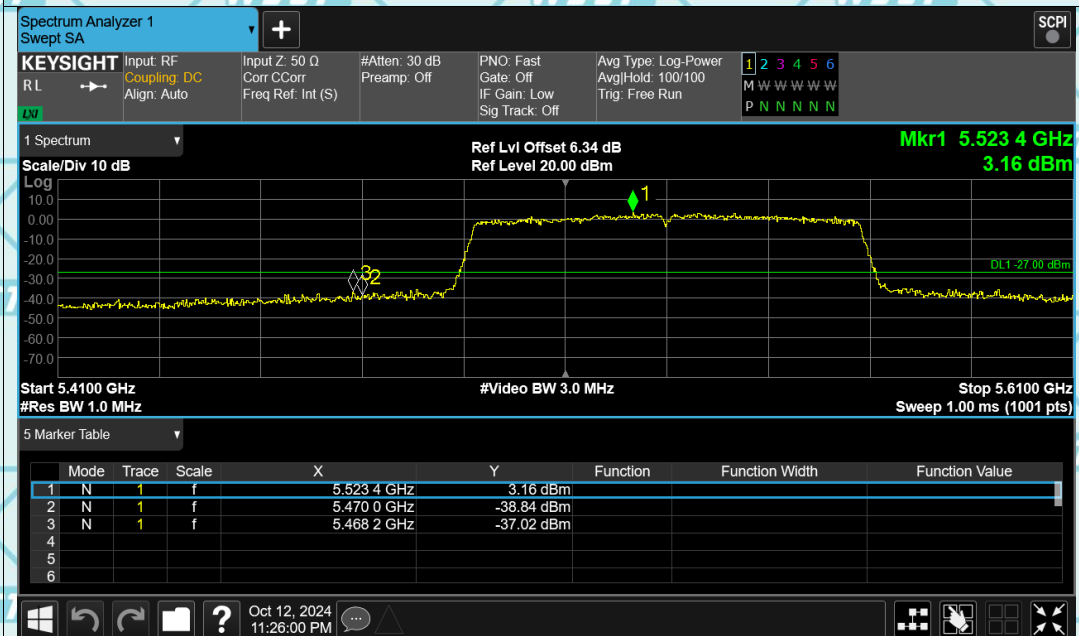 Spectrum Analyzer 1
Swept SA
+
SCPI
KEYSIGHT
RL
LXI
Input: RF
Coupling: DC
Align: Auto
Input Z: 50 Ω
Corr CCorr
Freq Ref: Int (S)
#Atten: 30 dB
Preamp: Off
PNO: Fast
Gate: Off
IF Gain: Low
Sig Track: Off
Avg Type: Log-Power
Avg|Hold: 100/100
Trig: Free Run
1 2 3 4 5 6
M W W W W W
P N N N N N
1 Spectrum
Scale/Div 10 dB
Ref Lvl Offset 6.34 dB
Ref Level 20.00 dBm
Mkr1 5.523 4 GHz
3.16 dBm
Log
10.0
0.00
-10.0
-20.0
-30.0
-40.0
-50.0
-60.0
-70.0
1
3
2
DL1 -27.00 dBm
Start 5.4100 GHz
#Video BW 3.0 MHz
Stop 5.6100 GHz
#Res BW 1.0 MHz
Sweep 1.00 ms (1001 pts)
5 Marker Table
Mode Trace Scale X Y Function Function Width Function Value
1 N 1 f 5.523 4 GHz 3.16 dBm
2 N 1 f 5.470 0 GHz -38.84 dBm
3 N 1 f 5.468 2 GHz -37.02 dBm
4
5
6
?
Oct 12, 2024
11:26:00 PM